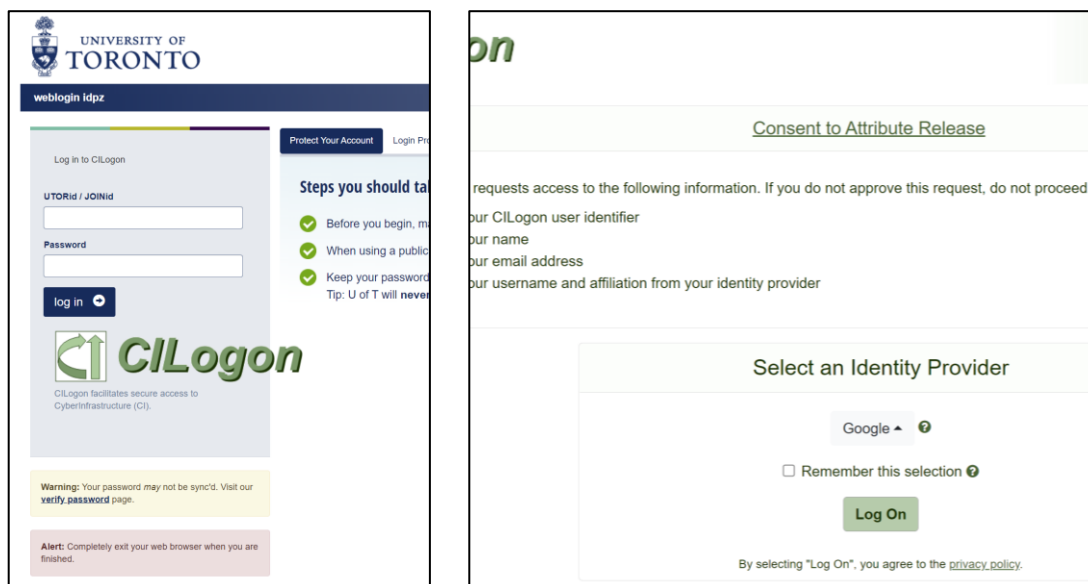 UNIVERSITY OF
TORONTO
weblogin idpz
Log in to CILogon
UTORid / JOINid
Password
log in
CILogon
CILogon facilitates secure access to
CyberInfrastructure (CI).
Warning: Your password may not be sync'd. Visit our
verify password page.
Alert: Completely exit your web browser when you are
finished.
Protect Your Account Login
Steps you should
Before you begin,
When using a public
Keep your password
Tip: U of T will never
on
Consent to Attribute Release
requests access to the following information. If you do not approve this request, do not proceed
our CILogon user identifier
our name
our email address
our username and affiliation from your identity provider
Select an Identity Provider
Google
Remember this selection
Log On
By selecting "Log On", you agree to the privacy policy.